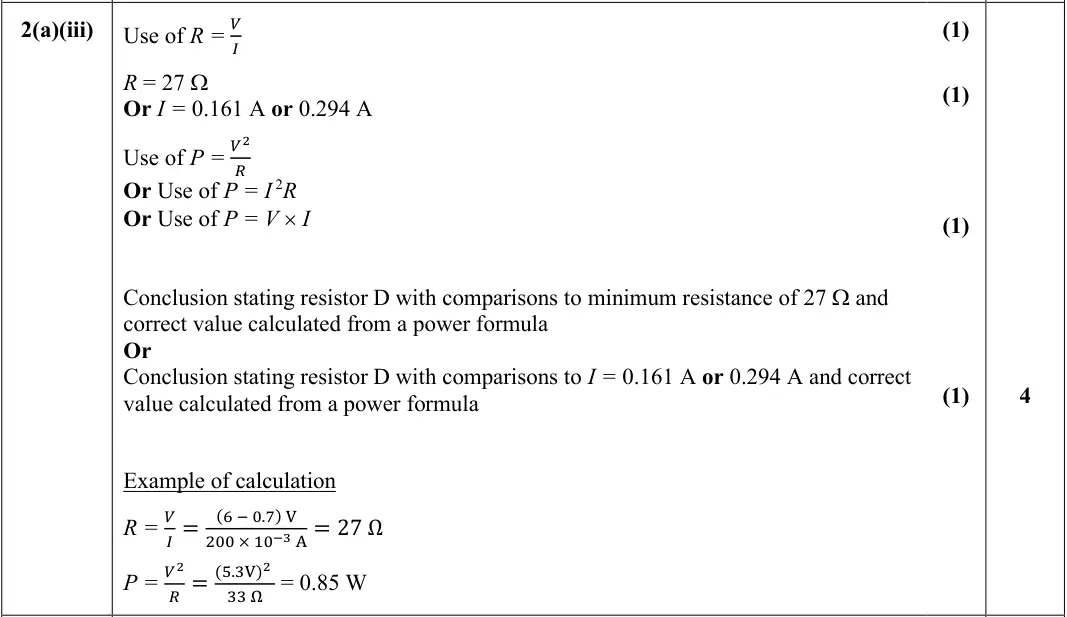 2(a)(iii) Use of R = V/I (1)
R = 27 Ω
Or I = 0.161 A or 0.294 A (1)
Use of P = V²/R
Or Use of P = I²R
Or Use of P = V × I (1)
Conclusion stating resistor D with comparisons to minimum resistance of 27 Ω and
correct value calculated from a power formula
Or
Conclusion stating resistor D with comparisons to I = 0.161 A or 0.294 A and correct
value calculated from a power formula (1) 4
Example of calculation
R = V/I = (6 − 0.7) V / 200 × 10⁻³ A = 27 Ω
P = V²/R = (5.3V)²/33 Ω = 0.85 W